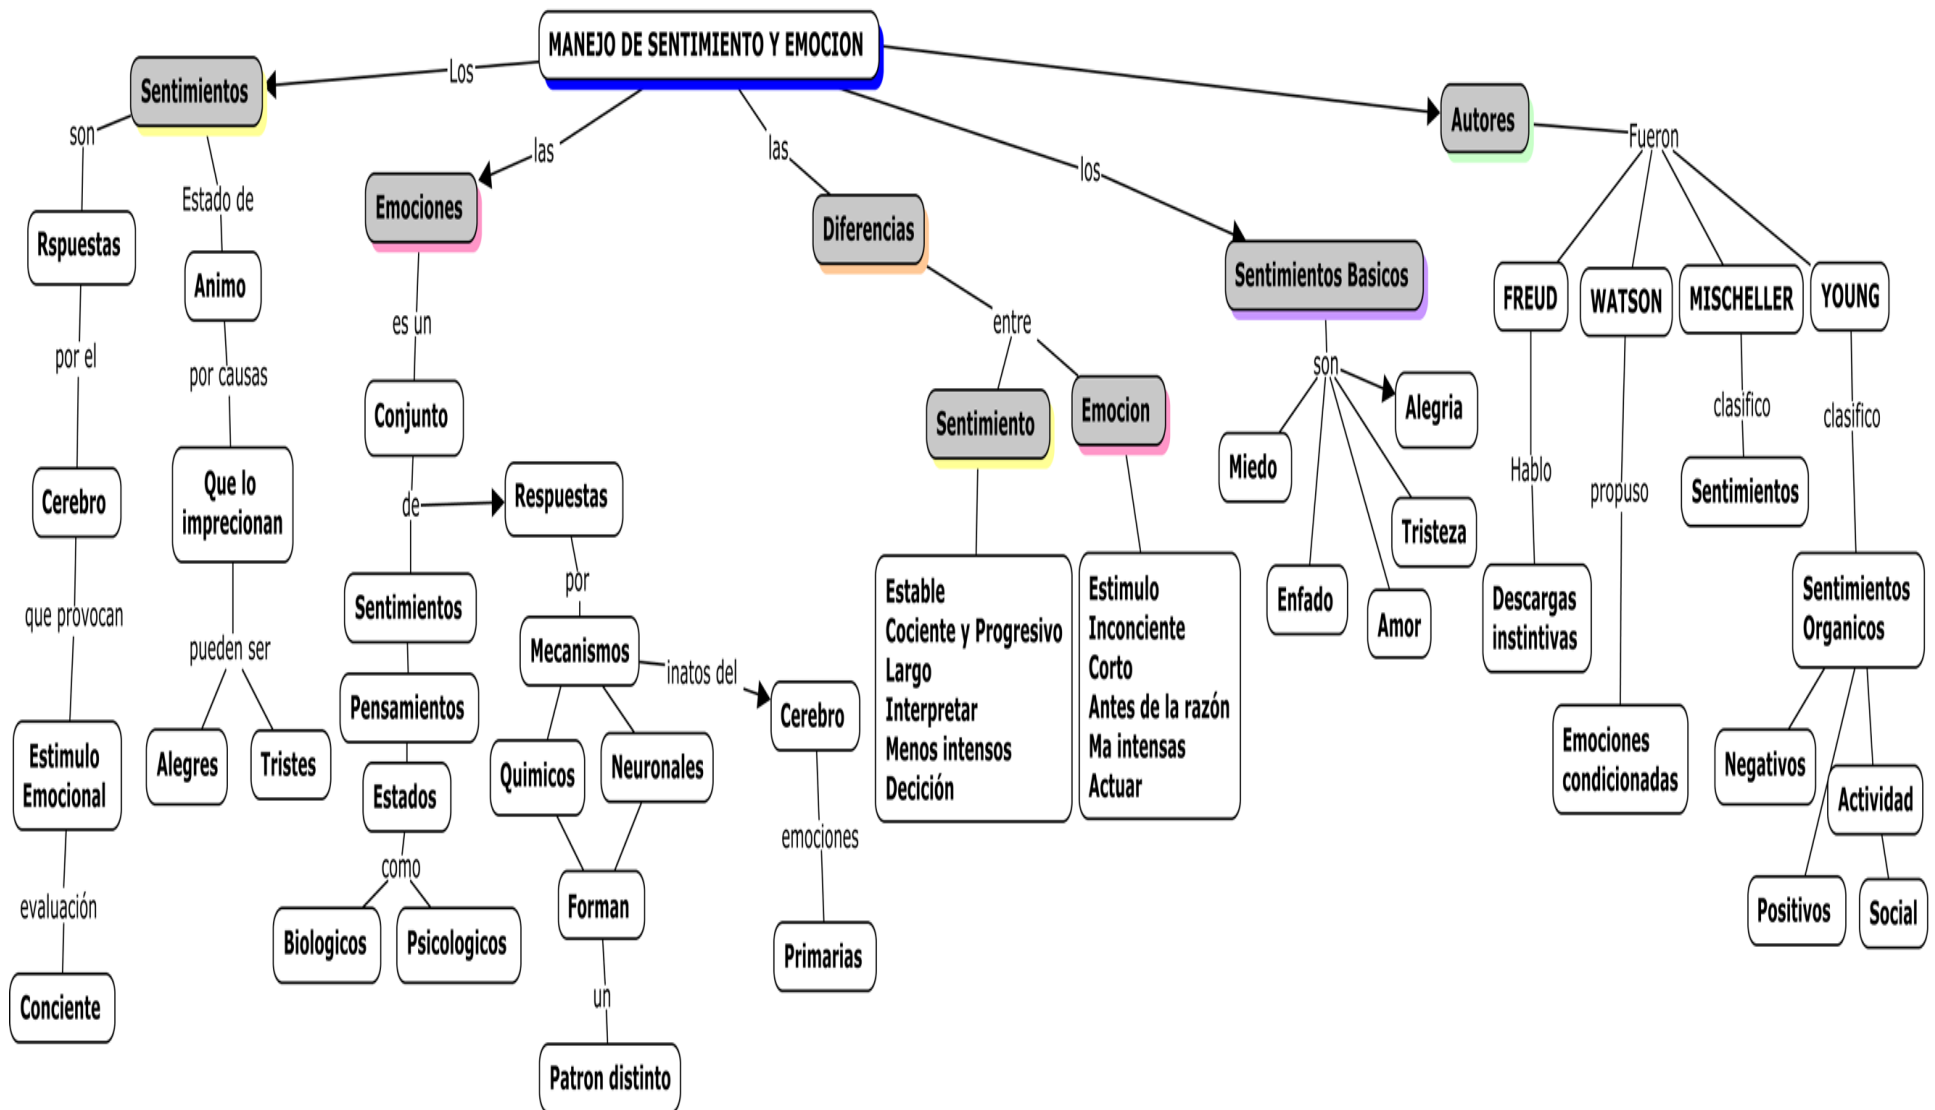 MANEJO DE SENTIMIENTO Y EMOCION
Los
Sentimientos
son
Rspuestas
por el
Cerebro
que provocan
Estimulo
Emocional
evaluación
Conciente
Estado de
Animo
por causas
Que lo
imprecionan
pueden ser
Alegres
Tristes
las
Emociones
es un
Conjunto
de
Sentimientos
Pensamientos
Estados
como
Biologicos
Psicologicos
Respuestas
por
Mecanismos
Quimicos
Neuronales
Forman
un
Patron distinto
inatos del
Cerebro
emociones
Primarias
las
Diferencias
entre
Sentimiento
Estable
Cociente y Progresivo
Largo
Interpretar
Menos intensos
Decición
Emocion
Estimulo
Inconciente
Corto
Antes de la razón
Ma intensas
Actuar
los
Sentimientos Basicos
son
Miedo
Enfado
Amor
Tristeza
Alegria
Autores
Fueron
FREUD
Hablo
Descargas
instintivas
WATSON
propuso
Emociones
condicionadas
MISCHELLER
clasifico
Sentimientos
YOUNG
clasifico
Sentimientos
Organicos
Negativos
Positivos
Actividad
Social